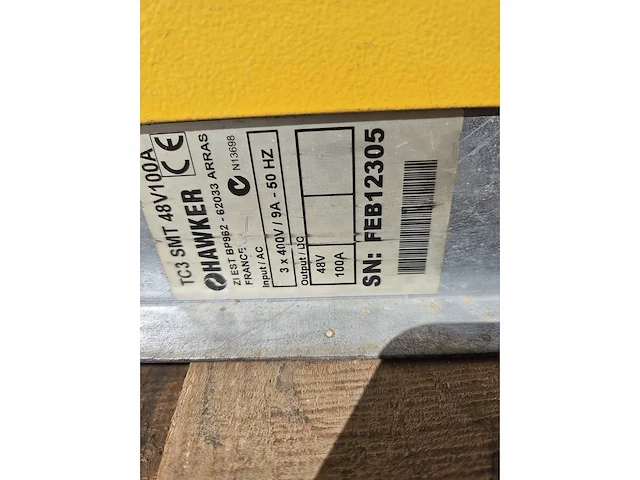 TC3 SMT 48V100A
CE
HAWKER
ZI EST BP962 - 62033 ARRAS
FRANCE
N13698
Input / AC
3 x 400V / 9A - 50 HZ
Output / DC
48V
100A
SN: FEB12305